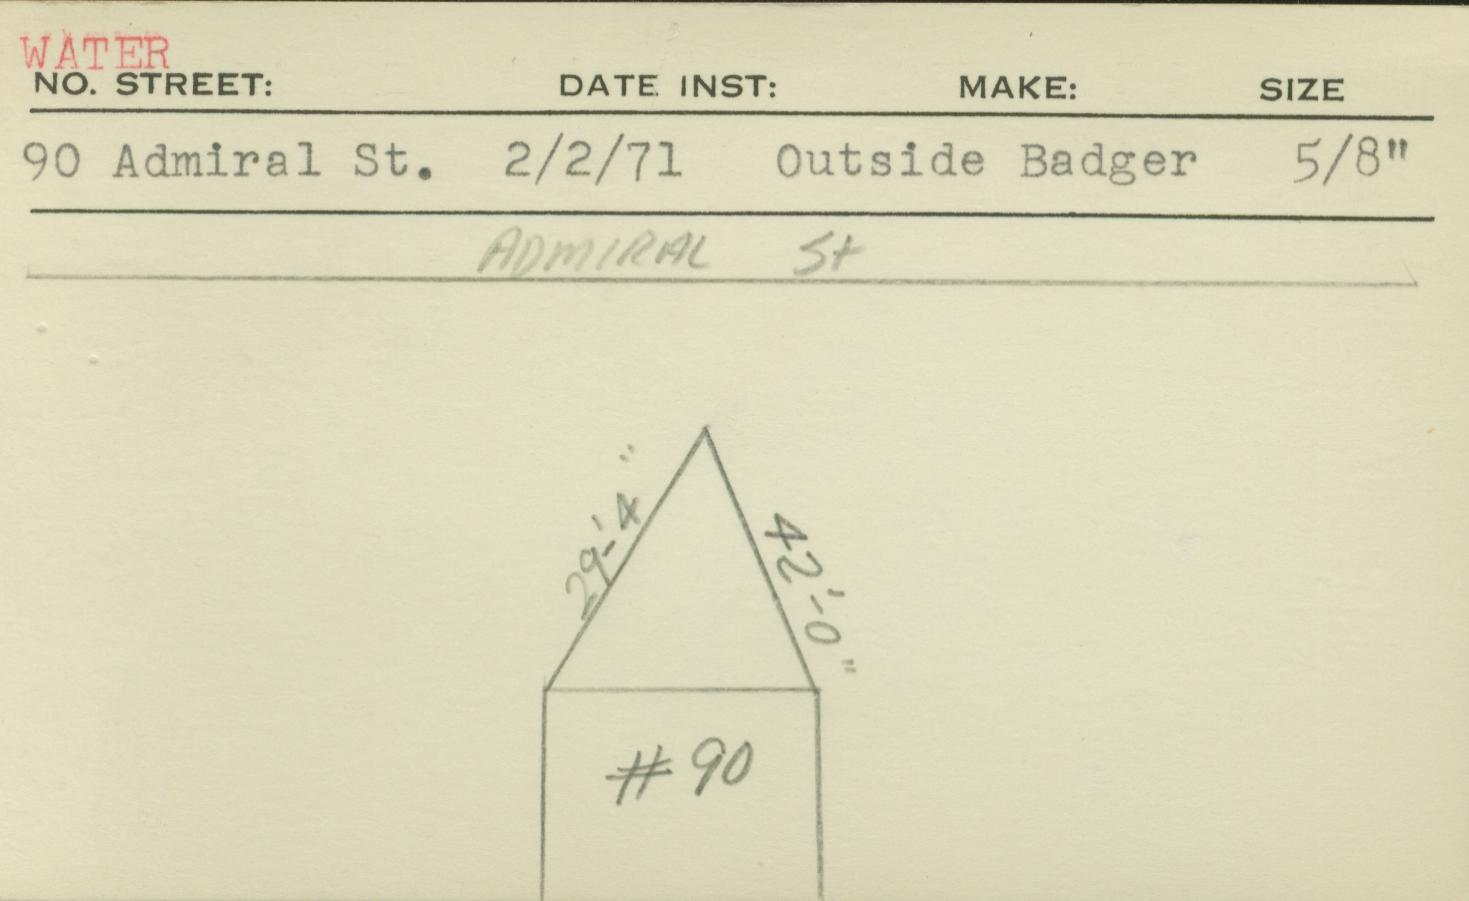 WATER
NO. STREET: DATE INST: MAKE: SIZE
90 Admiral St. 2/2/71 Outside Badger 5/8"
ADMIRAL St
29'-4"
42'-0"
# 90